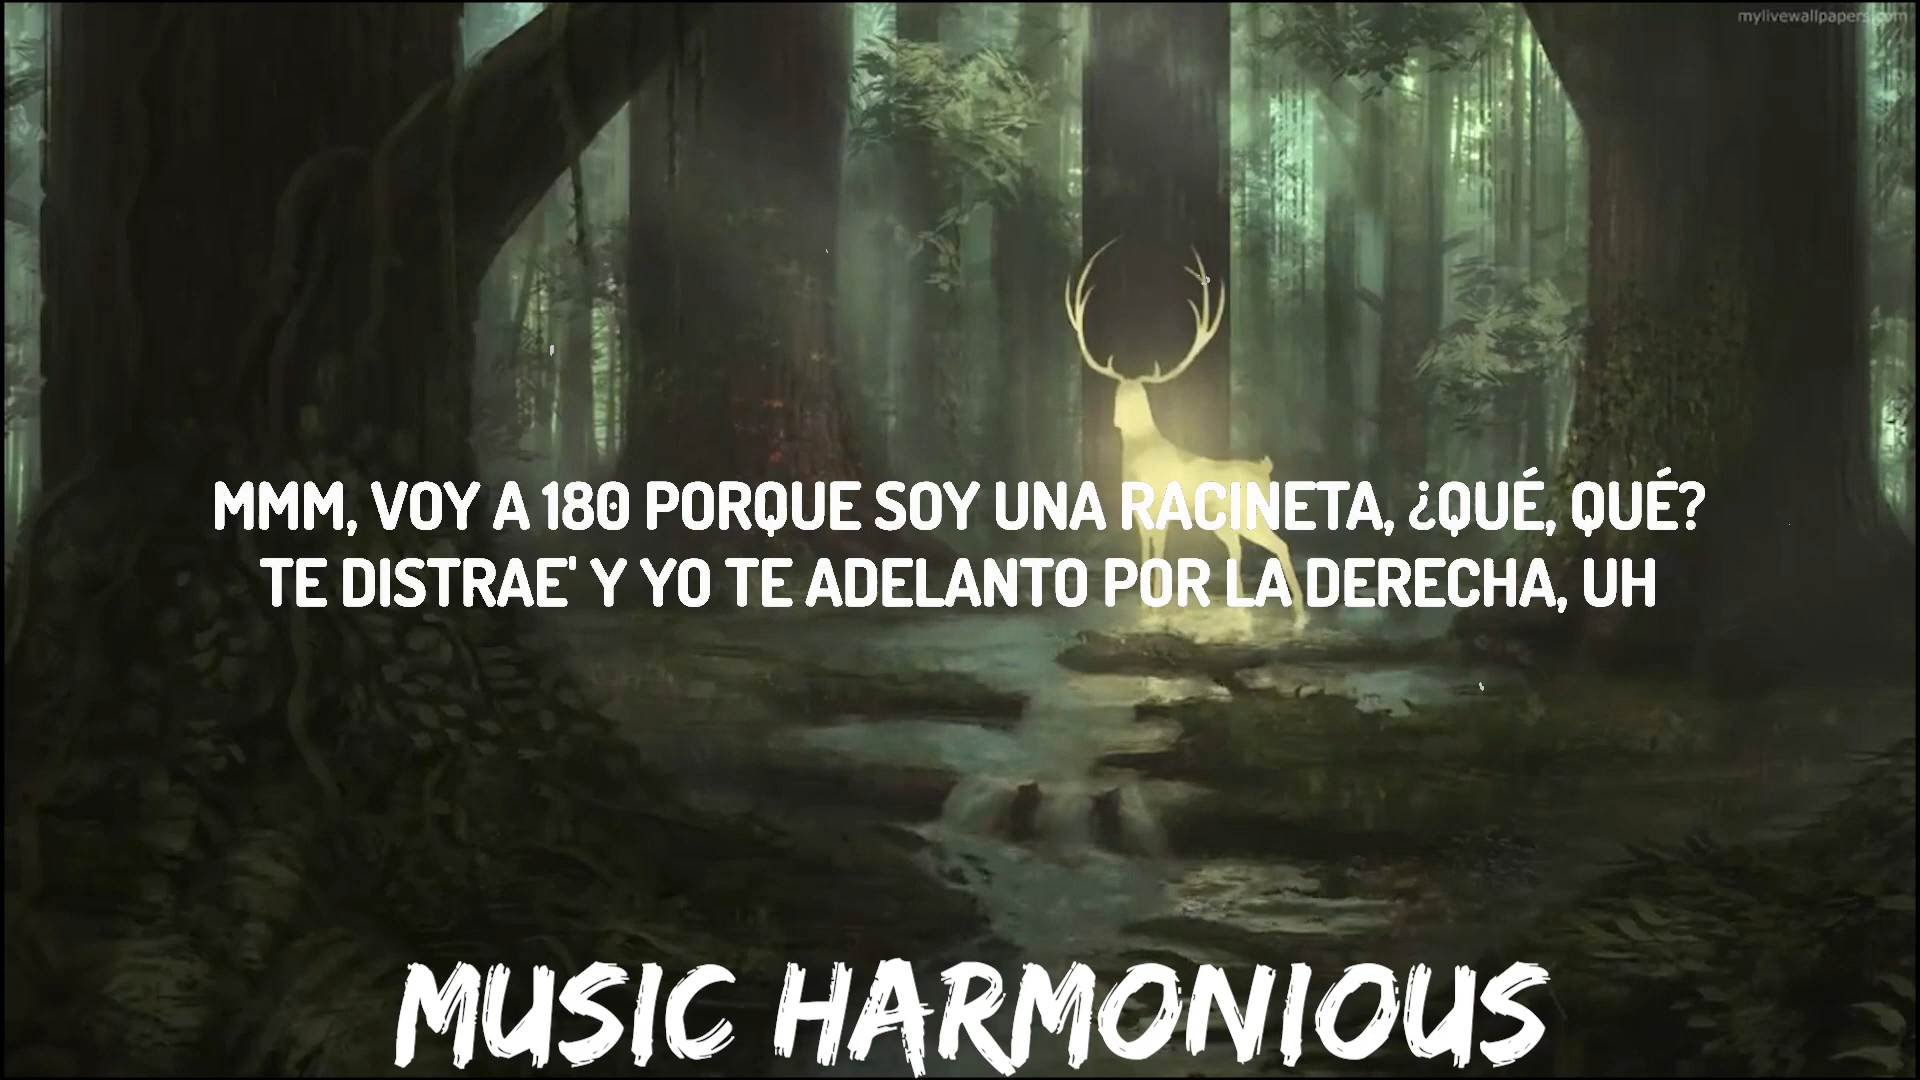 mylivewallpapers.com
MMM, VOY A 180 PORQUE SOY UNA RACINETA, ¿QUÉ, QUÉ?
TE DISTRAE' Y YO TE ADELANTO POR LA DERECHA, UH
MUSIC HARMONIOUS